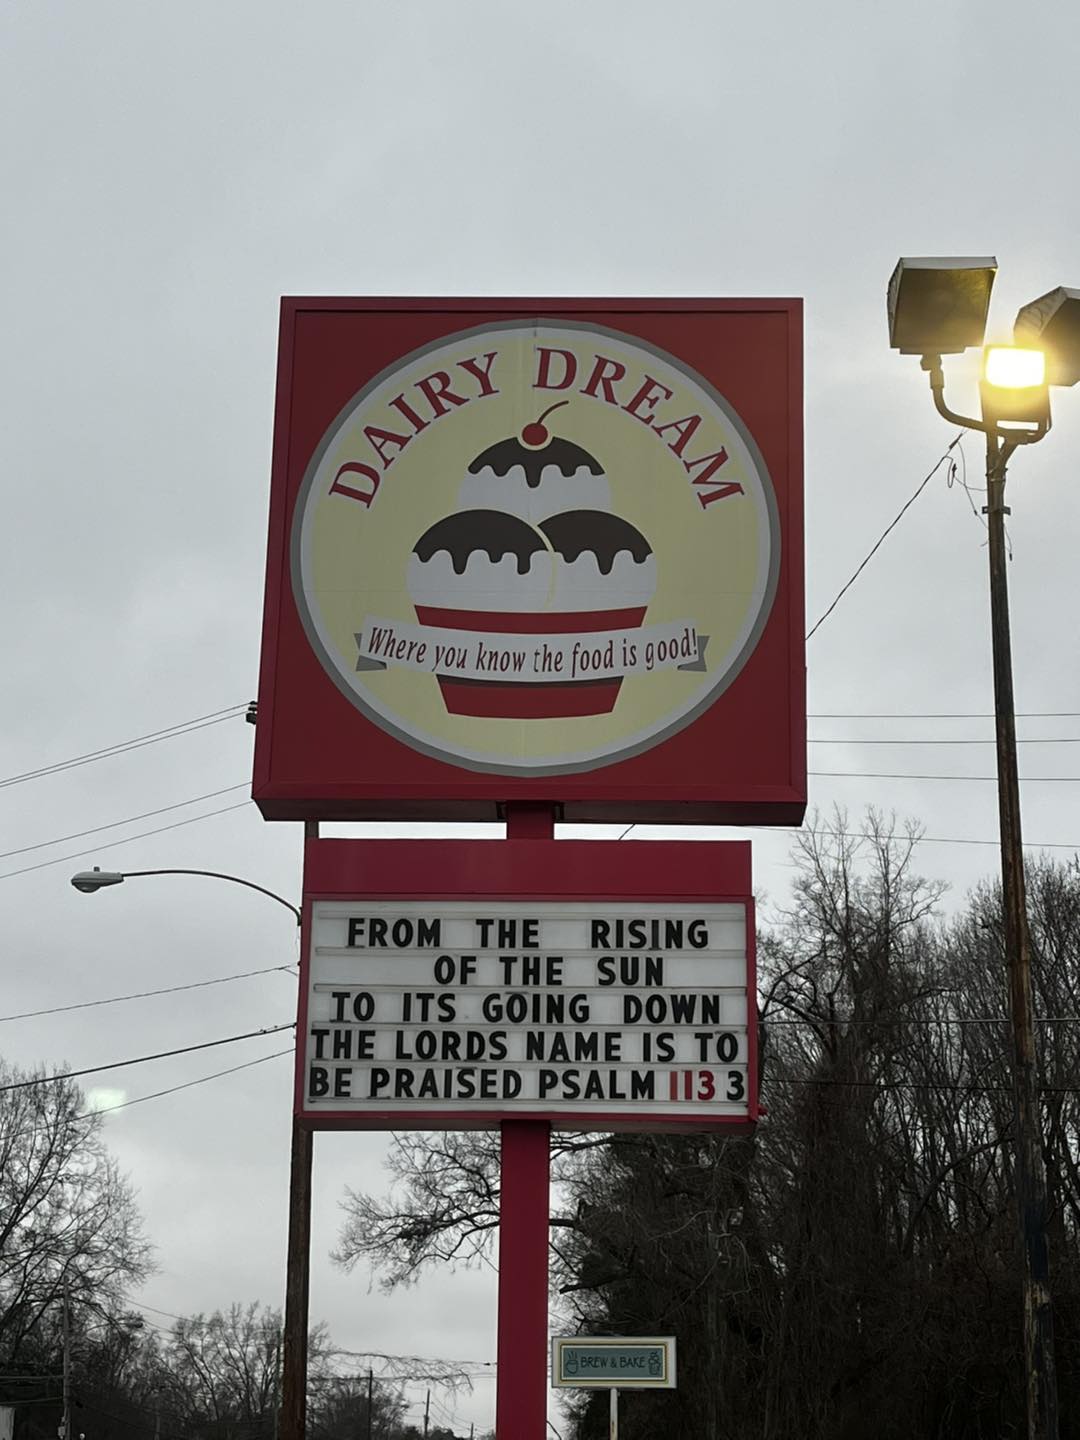 DAIRY DREAM
Where you know the food is good!
FROM THE RISING
OF THE SUN
TO ITS GOING DOWN
THE LORDS NAME IS TO
BE PRAISED PSALM 113 3
BREW & BAKE